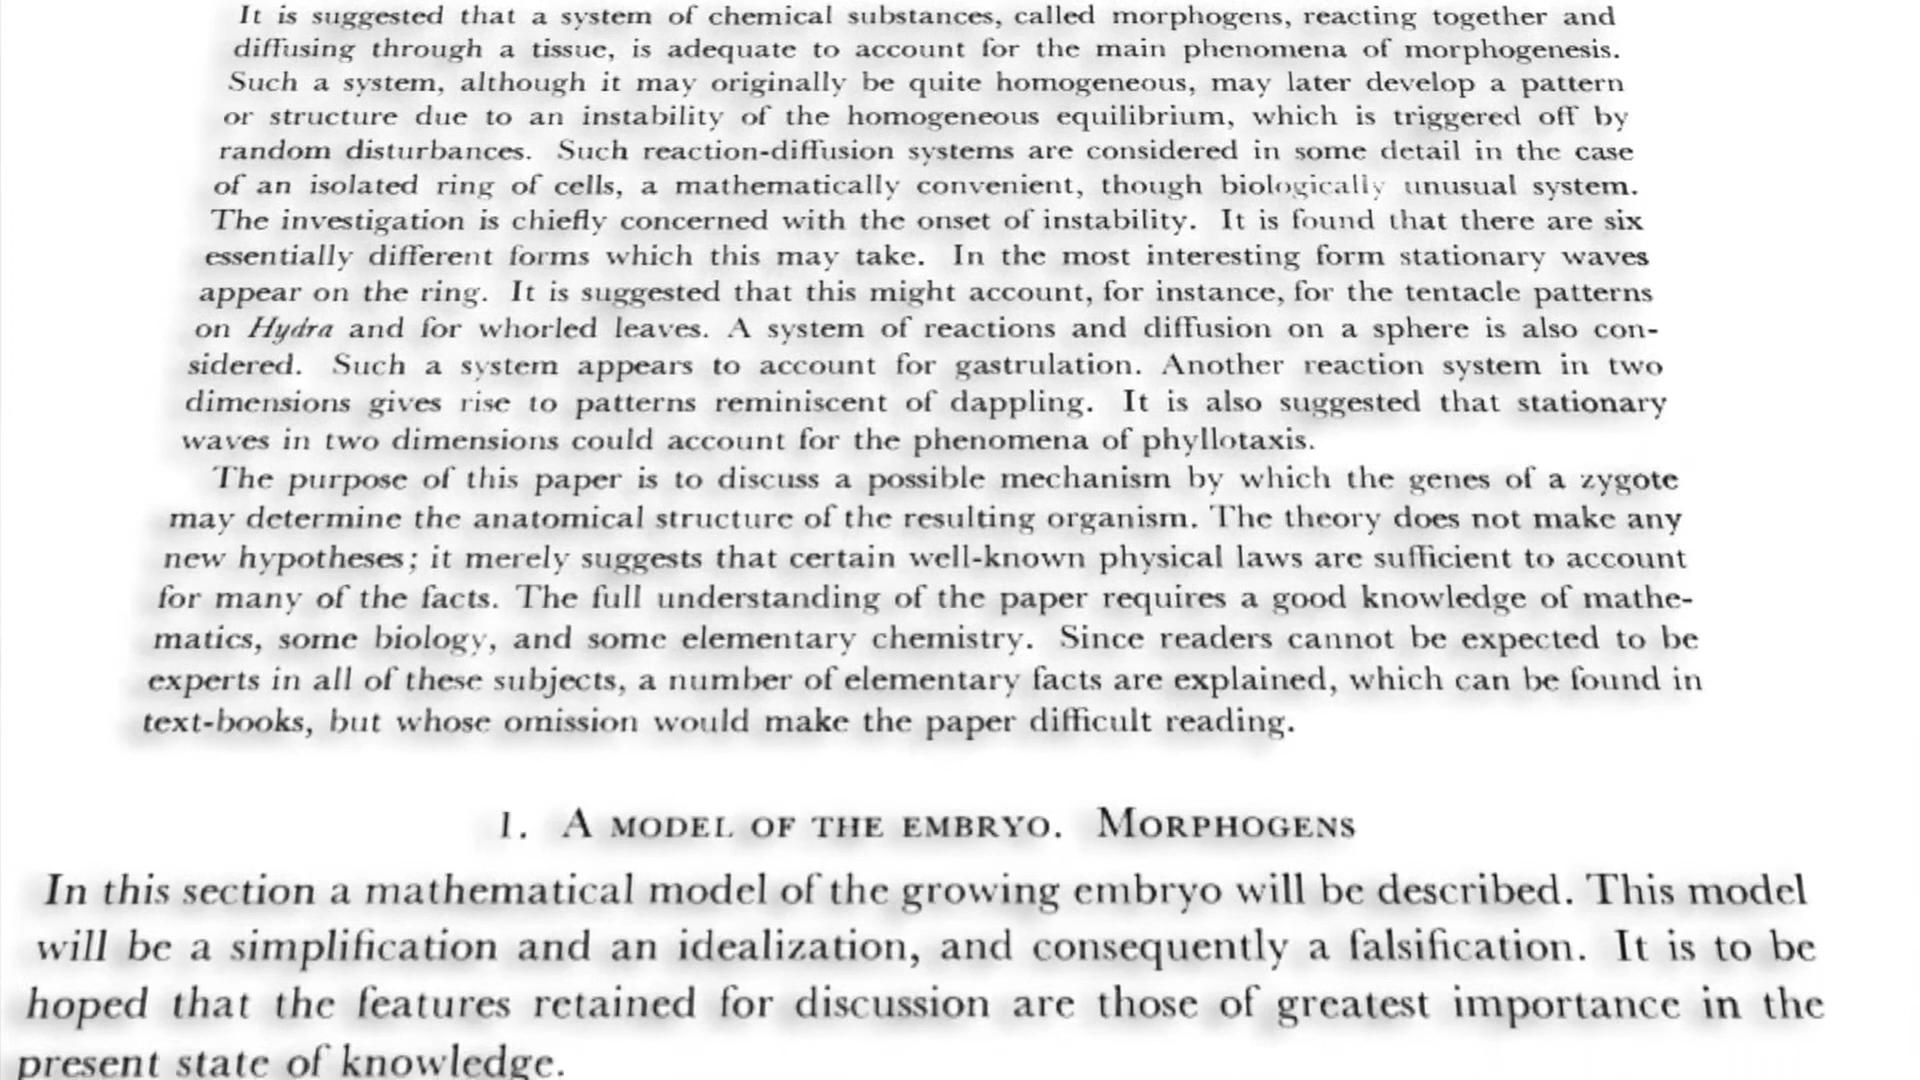 It is suggested that a system of chemical substances, called morphogens, reacting together and
diffusing through a tissue, is adequate to account for the main phenomena of morphogenesis.
Such a system, although it may originally be quite homogeneous, may later develop a pattern
or structure due to an instability of the homogeneous equilibrium, which is triggered off by
random disturbances. Such reaction-diffusion systems are considered in some detail in the case
of an isolated ring of cells, a mathematically convenient, though biologically unusual system.
The investigation is chiefly concerned with the onset of instability. It is found that there are six
essentially different forms which this may take. In the most interesting form stationary waves
appear on the ring. It is suggested that this might account, for instance, for the tentacle patterns
on Hydra and for whorled leaves. A system of reactions and diffusion on a sphere is also con-
sidered. Such a system appears to account for gastrulation. Another reaction system in two
dimensions gives rise to patterns reminiscent of dappling. It is also suggested that stationary
waves in two dimensions could account for the phenomena of phyllotaxis.
The purpose of this paper is to discuss a possible mechanism by which the genes of a zygote
may determine the anatomical structure of the resulting organism. The theory does not make any
new hypotheses; it merely suggests that certain well-known physical laws are sufficient to account
for many of the facts. The full understanding of the paper requires a good knowledge of mathe-
matics, some biology, and some elementary chemistry. Since readers cannot be expected to be
experts in all of these subjects, a number of elementary facts are explained, which can be found in
text-books, but whose omission would make the paper difficult reading.
1. A MODEL OF THE EMBRYO. MORPHOGENS
In this section a mathematical model of the growing embryo will be described. This model
will be a simplification and an idealization, and consequently a falsification. It is to be
hoped that the features retained for discussion are those of greatest importance in the
present state of knowledge.